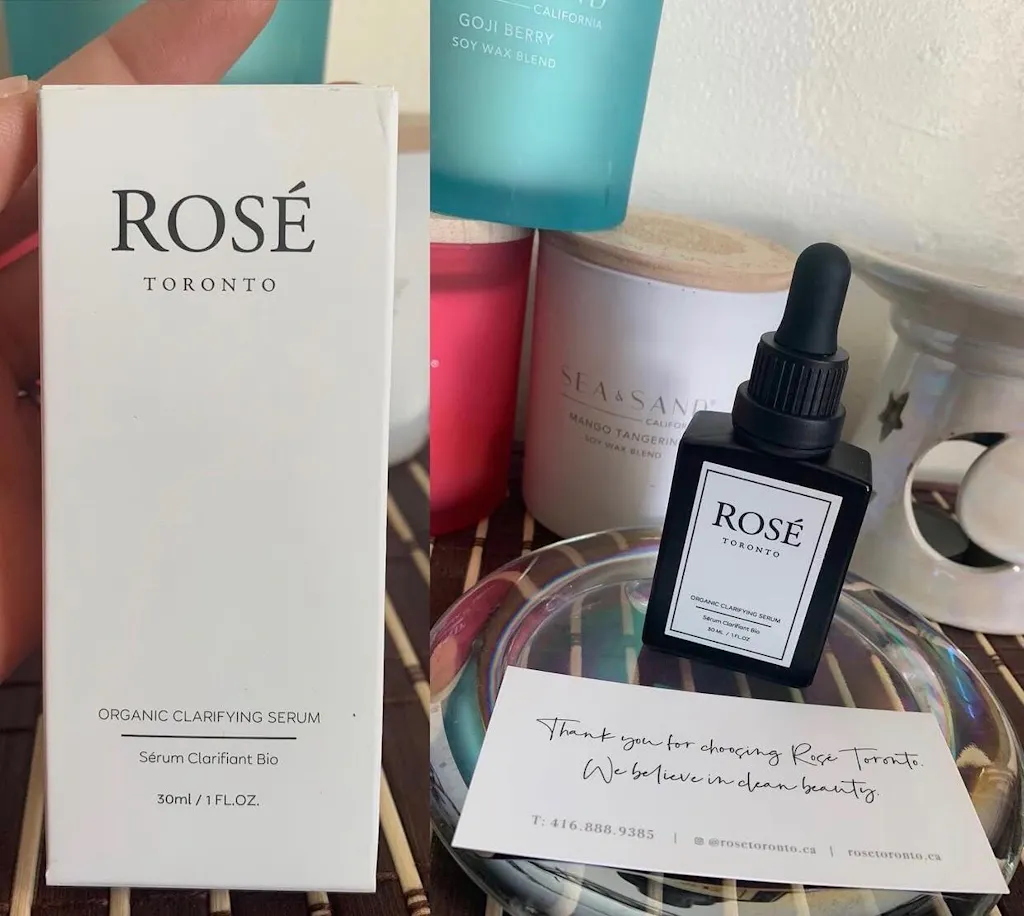 ROSÉ
TORONTO
ORGANIC CLARIFYING SERUM
Sérum Clarifiant Bio
30ml / 1 FL.OZ.
CALIFORNIA
GOJI BERRY
SOY WAX BLEND
SEA & SAND®
MANGO TANGERIN
SOY WAX BLEND
ROSÉ
TORONTO
ORGANIC CLARIFYING SERUM
Sérum Clarifiant Bio
30 ML / 1 FL.OZ
Thank you for choosing Rosé Toronto.
We believe in clean beauty.
T: 416.888.9385 | @rosetoronto.ca | rosetoronto.ca